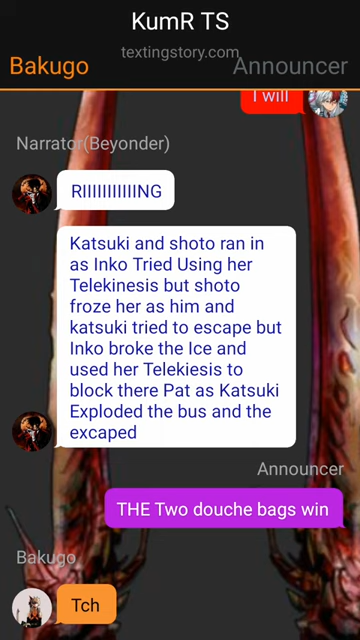 KumR TS
textingstory.com
Bakugo
Announcer
I will
Narrator(Beyonder)
RIIIIIIIIIIING
Katsuki and shoto ran in
as Inko Tried Using her
Telekinesis but shoto
froze her as him and
katsuki tried to escape but
Inko broke the Ice and
used her Telekiesis to
block there Pat as Katsuki
Exploded the bus and the
excaped
Announcer
THE Two douche bags win
Bakugo
Tch